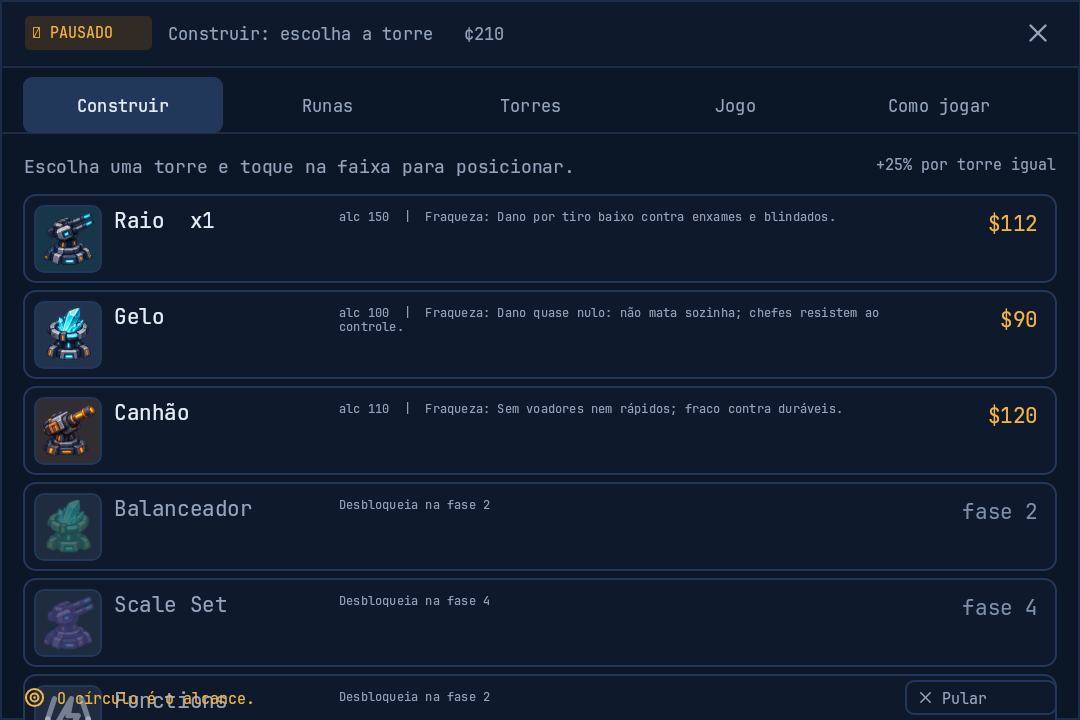 PAUSADO
Construir: escolha a torre ₲210
Construir Runas Torres Jogo Como jogar
Escolha uma torre e toque na faixa para posicionar. +25% por torre igual
Raio x1 alc 150 | Fraqueza: Dano por tiro baixo contra enxames e blindados. $112
Gelo alc 100 | Fraqueza: Dano quase nulo: não mata sozinha; chefes resistem ao $90
controle.
Canhão alc 110 | Fraqueza: Sem voadores nem rápidos; fraco contra duráveis. $120
Balanceador Desbloqueia na fase 2 fase 2
Scale Set Desbloqueia na fase 4 fase 4
Functions Desbloqueia na fase 2
O círculo é o alcance. Pular